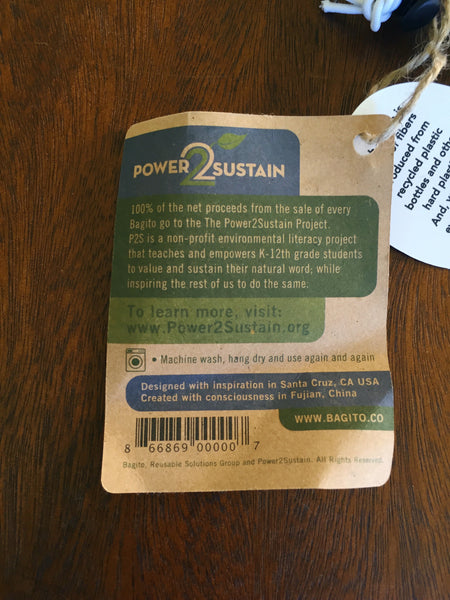 POWER2SUSTAIN
100% of the net proceeds from the sale of every
Bagito go to the The Power2Sustain Project.
P2S is a non-profit environmental literacy project
that teaches and empowers K-12th grade students
to value and sustain their natural word; while
inspiring the rest of us to do the same.
To learn more, visit:
www.Power2Sustain.org
• Machine wash, hang dry and use again and again
Designed with inspiration in Santa Cruz, CA USA
Created with consciousness in Fujian, China
WWW.BAGITO.CO
8 66869 00000 7
Bagito, Reusable Solutions Group and Power2Sustain. All Rights Reserved.
is
fibers
from
recycled plastic
bottles and
hard
And,